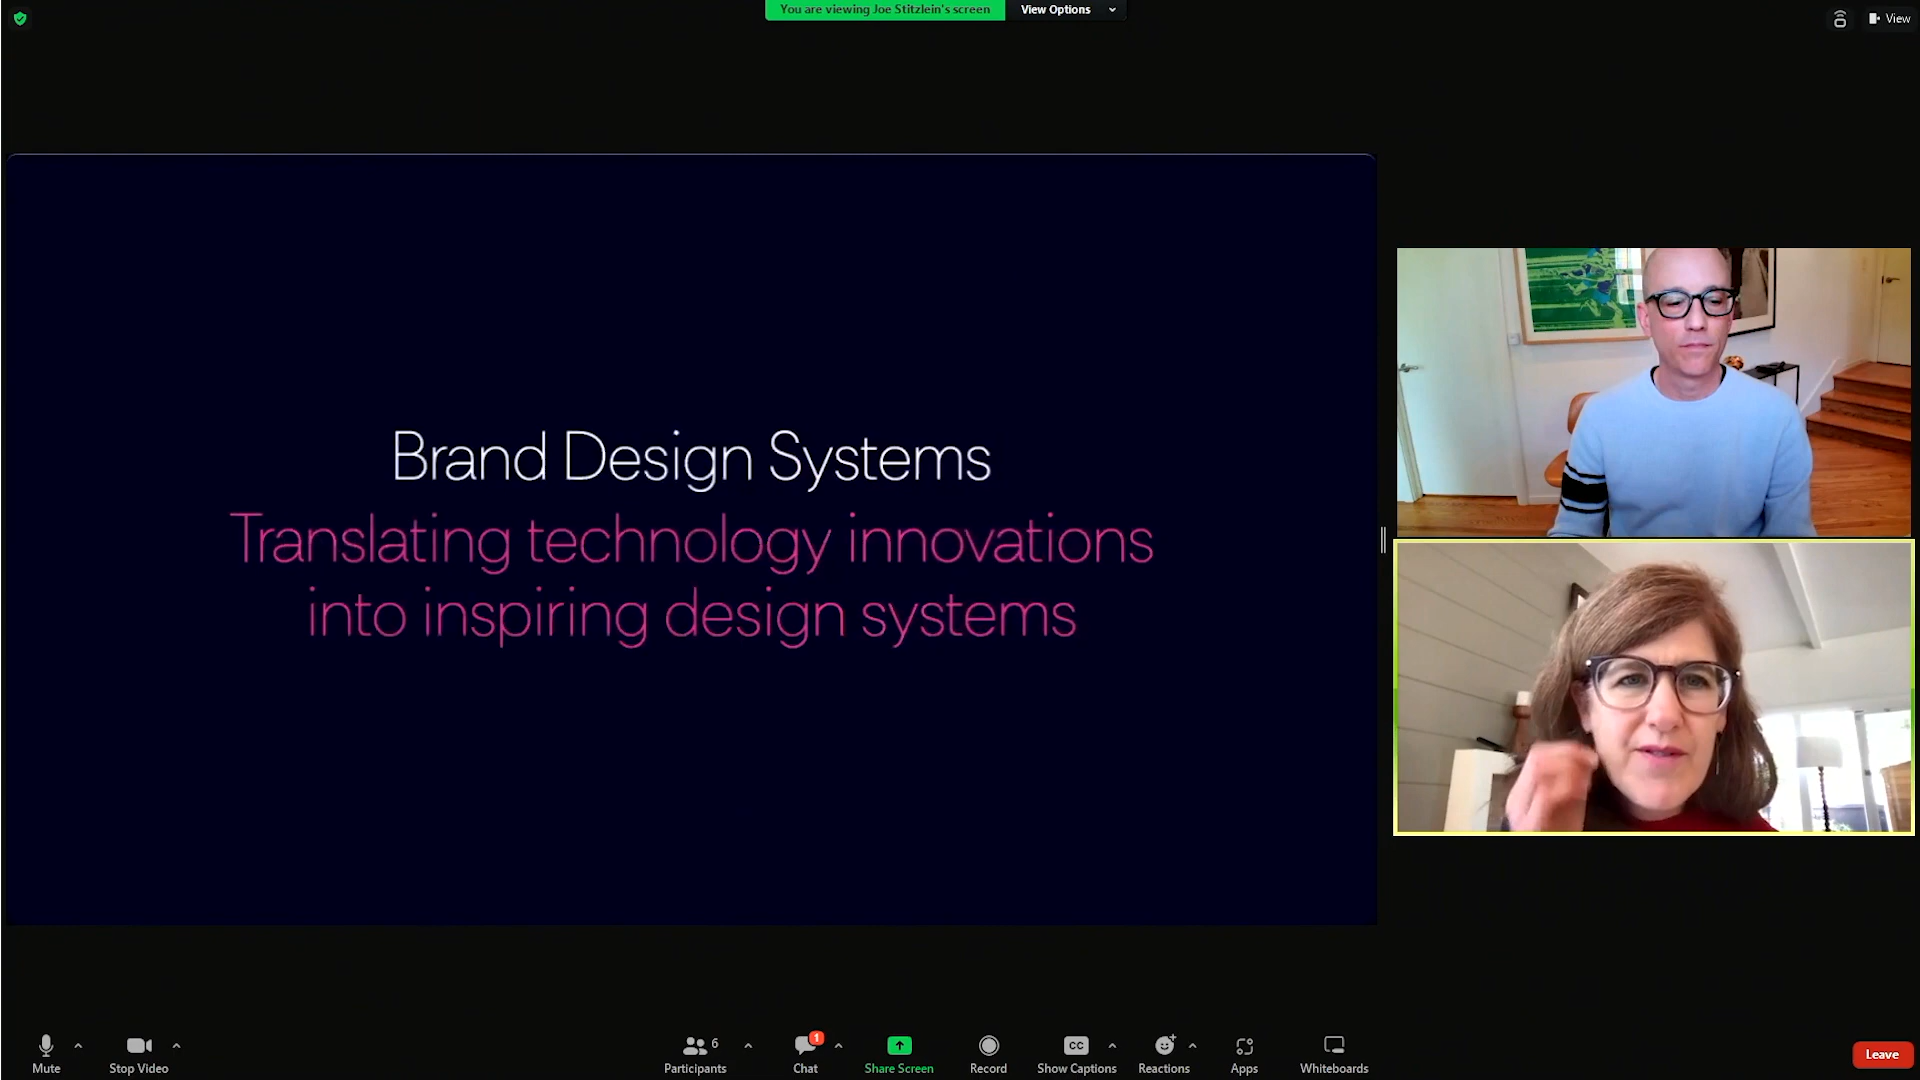 You are viewing Joe Stitzlein's screen
View Options
View
Brand Design Systems
Translating technology innovations
into inspiring design systems
Mute
Stop Video
6
Participants
1
Chat
Share Screen
Record
CC
Show Captions
Reactions
Apps
Whiteboards
Leave